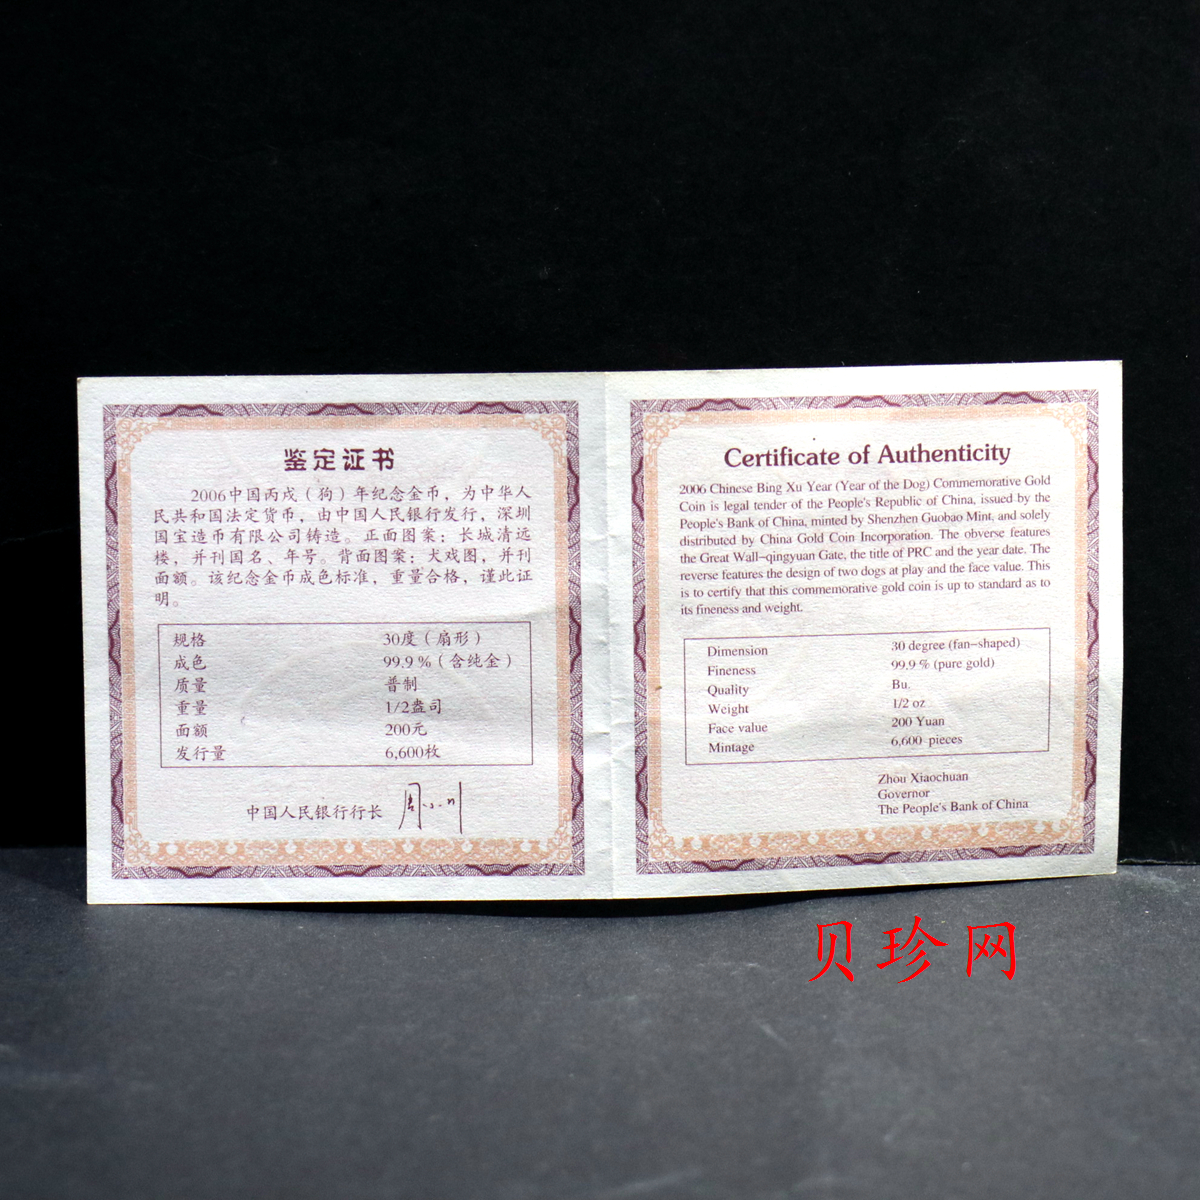 鉴定证书
2006中国丙戌（狗）年纪念金币，为中华人
民共和国法定货币，由中国人民银行发行，深圳
国宝造币有限公司铸造。正面图案：长城清远
楼，并刊国名、年号。背面图案：犬戏图，并刊
面额。该纪念金币成色标准，重量合格，谨此证
明。
规格 30度（扇形）
成色 99.9％（含纯金）
质量 普制
重量 1/2盎司
面额 200元
发行量 6,600枚
中国人民银行行长 周小川
Certificate of Authenticity
2006 Chinese Bing Xu Year (Year of the Dog) Commemorative Gold
Coin is legal tender of the People's Republic of China, issued by the
People's Bank of China, minted by Shenzhen Guobao Mint, and solely
distributed by China Gold Coin Incorporation. The obverse features
the Great Wall-qingyuan Gate, the title of PRC and the year date. The
reverse features the design of two dogs at play and the face value. This
is to certify that this commemorative gold coin is up to standard as to
its fineness and weight.
Dimension 30 degree (fan-shaped)
Fineness 99.9％ (pure gold)
Quality Bu.
Weight 1/2 oz
Face value 200 Yuan
Mintage 6,600 pieces
Zhou Xiaochuan
Governor
The People's Bank of China
贝珍网